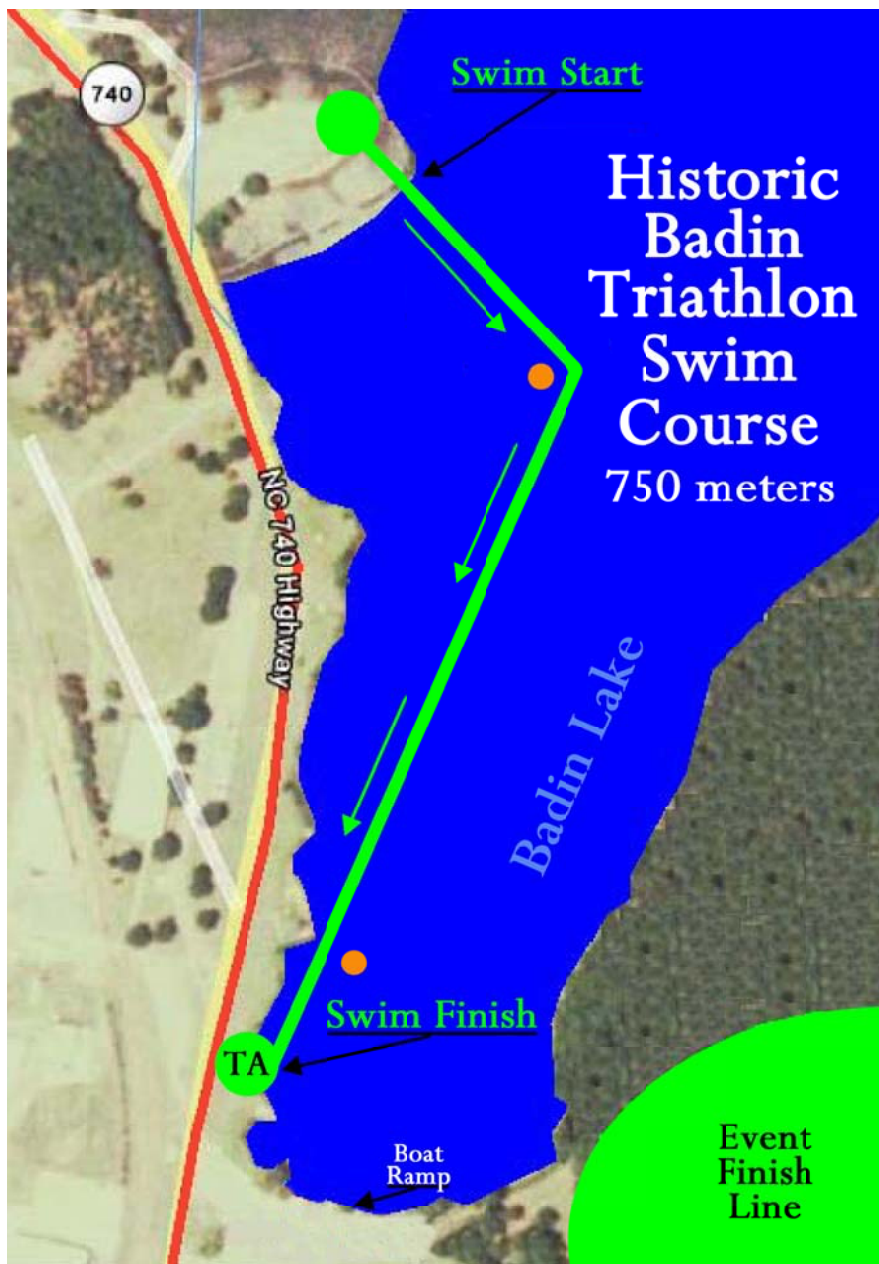 Swim Start
740
Historic
Badin
Triathlon
Swim
Course
750 meters
NC 740 Highway
Badin Lake
Swim Finish
TA
Boat
Ramp
Event
Finish
Line